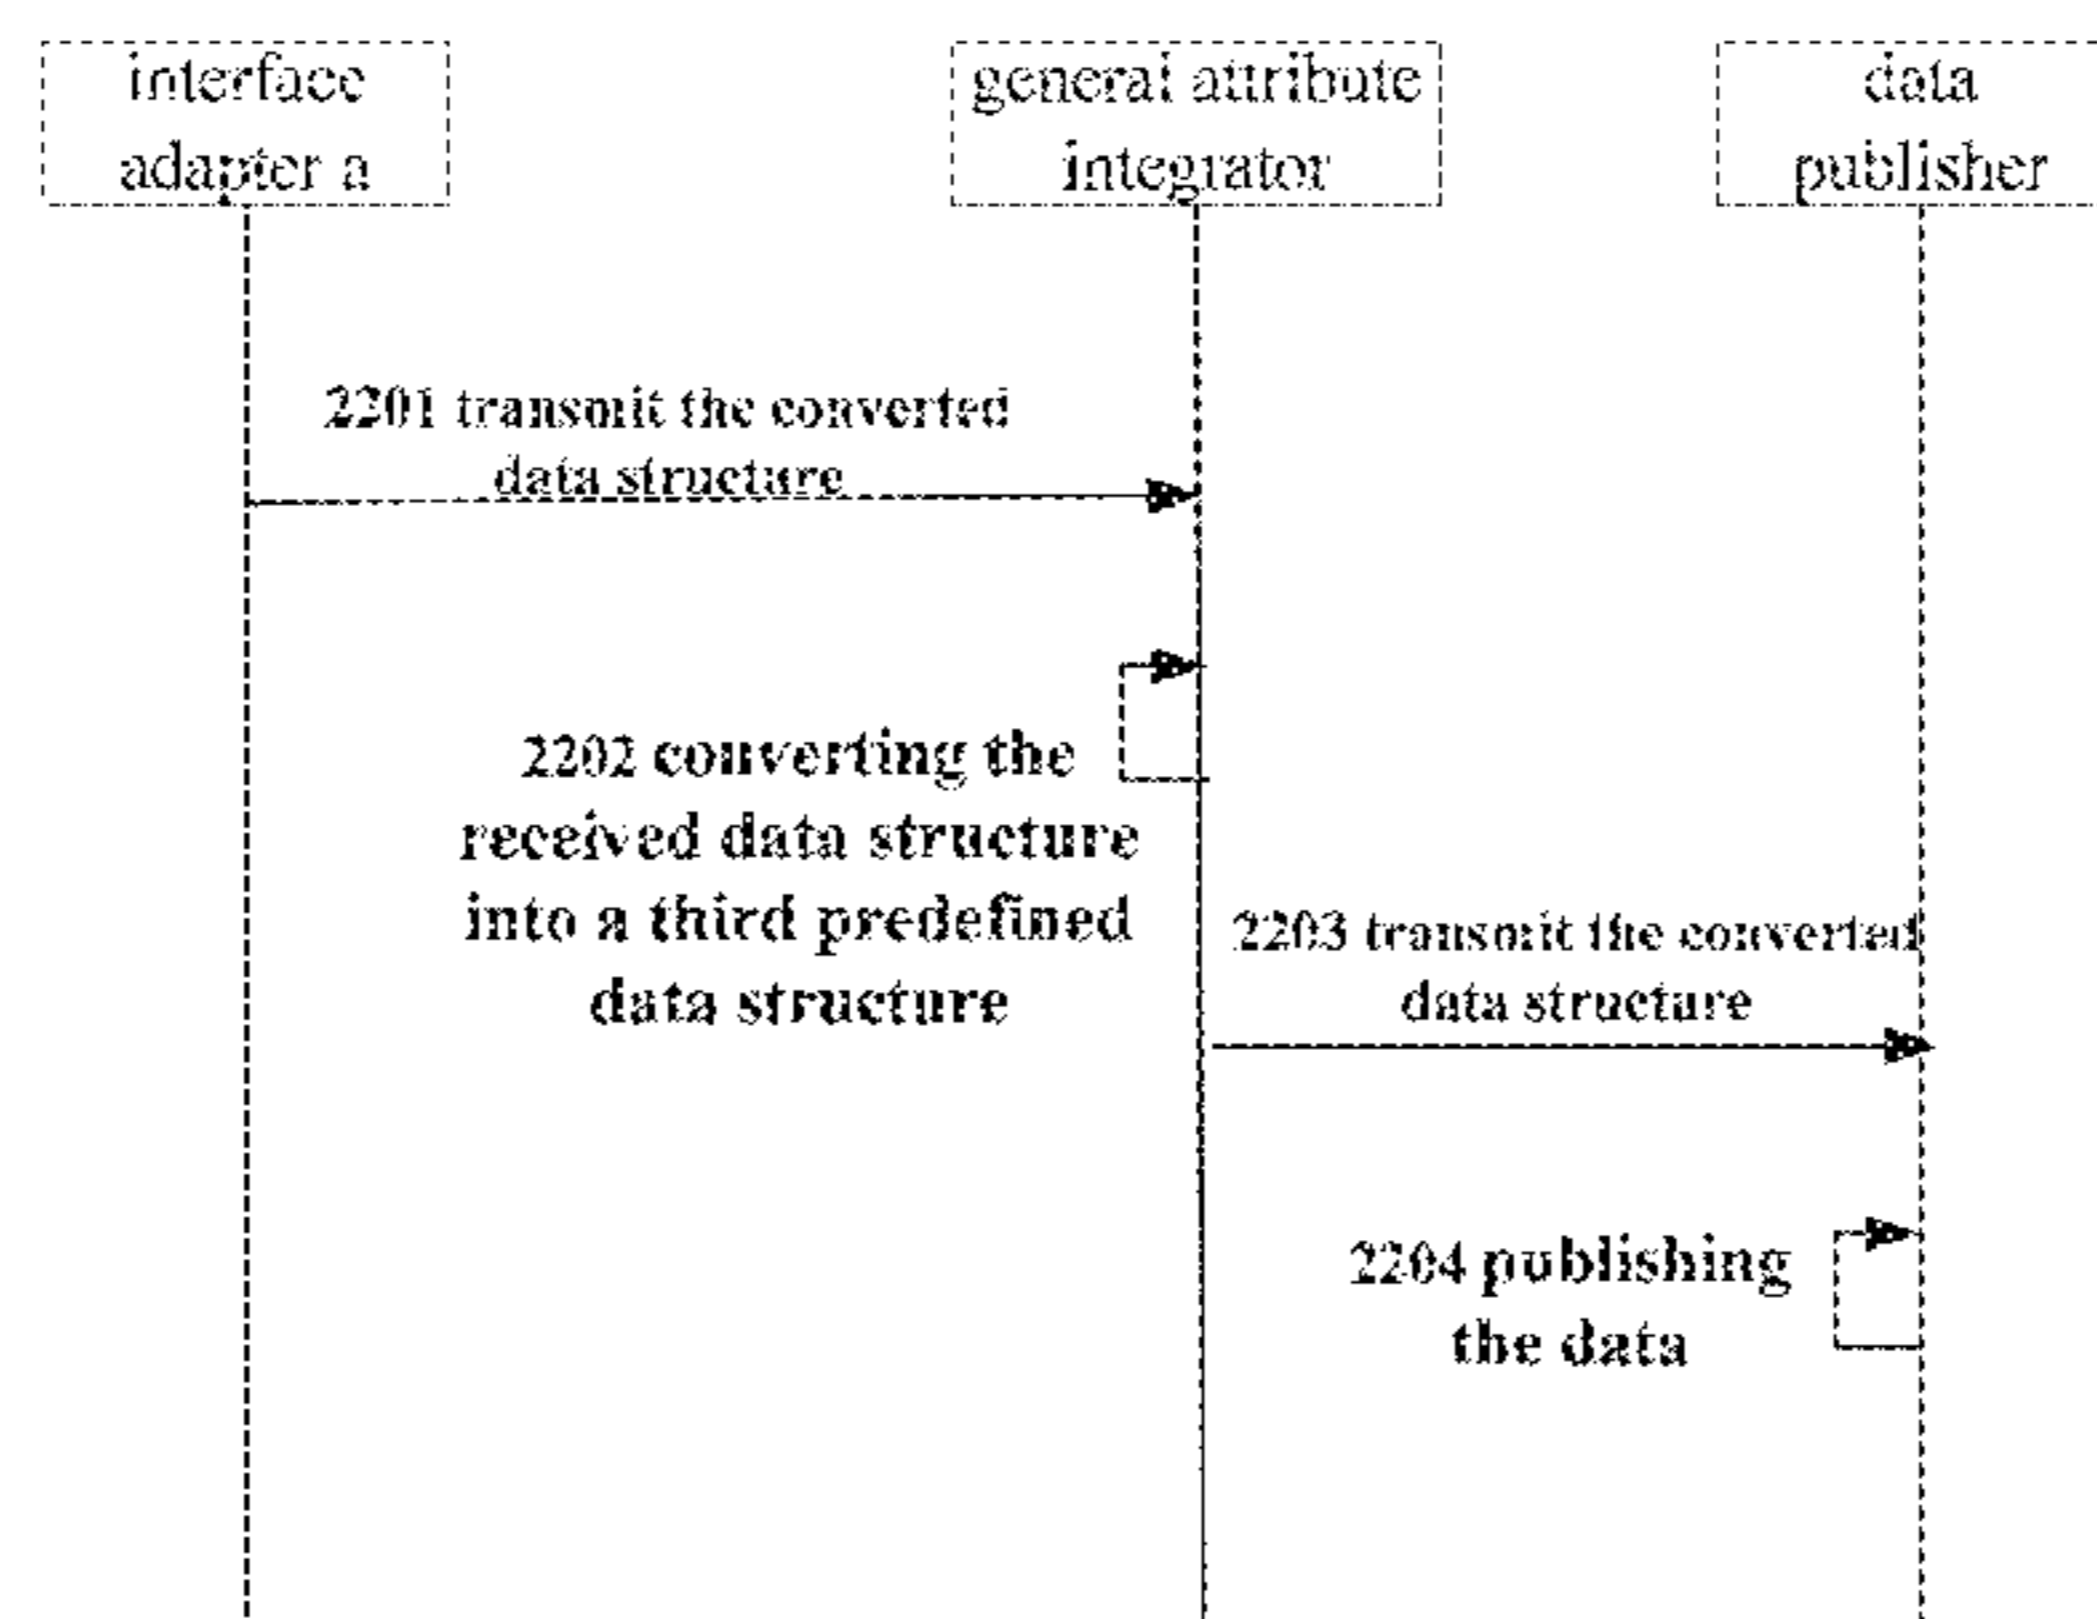 interface
adapter a
general attribute
integrator
data
publisher
2201 transmit the converted
data structure
2202 converting the
received data structure
into a third predefined
data structure
2203 transmit the converted
data structure
2204 publishing
the data